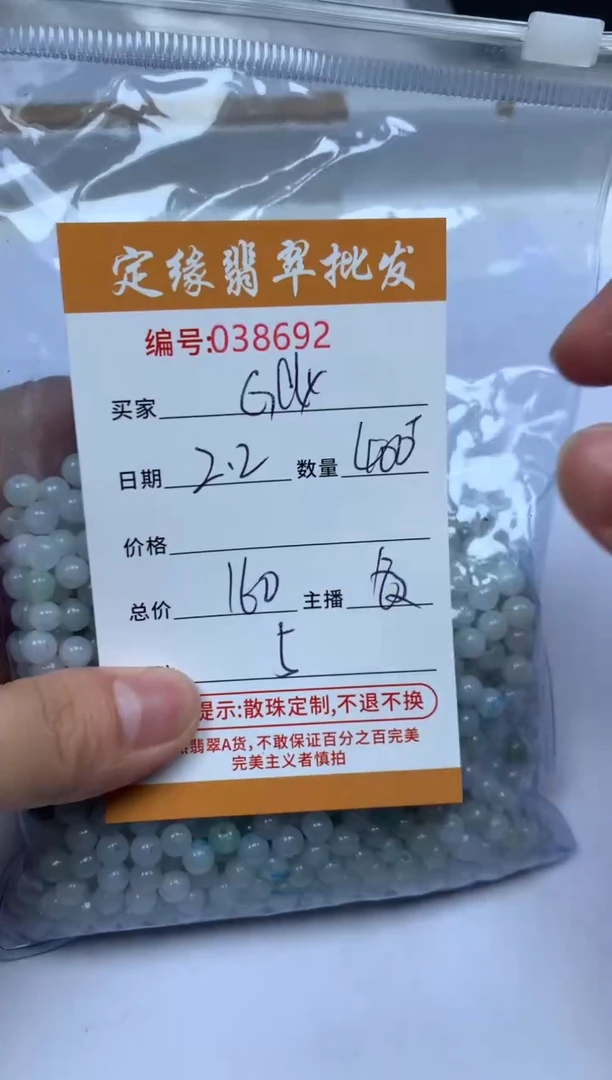 定缘翡翠批发
编号:038692
买家
日期 2.2 数量
价格
总价 160 主播
5
提示:散珠定制,不退不换
翡翠A货,不敢保证百分之百完美
完美主义者慎拍